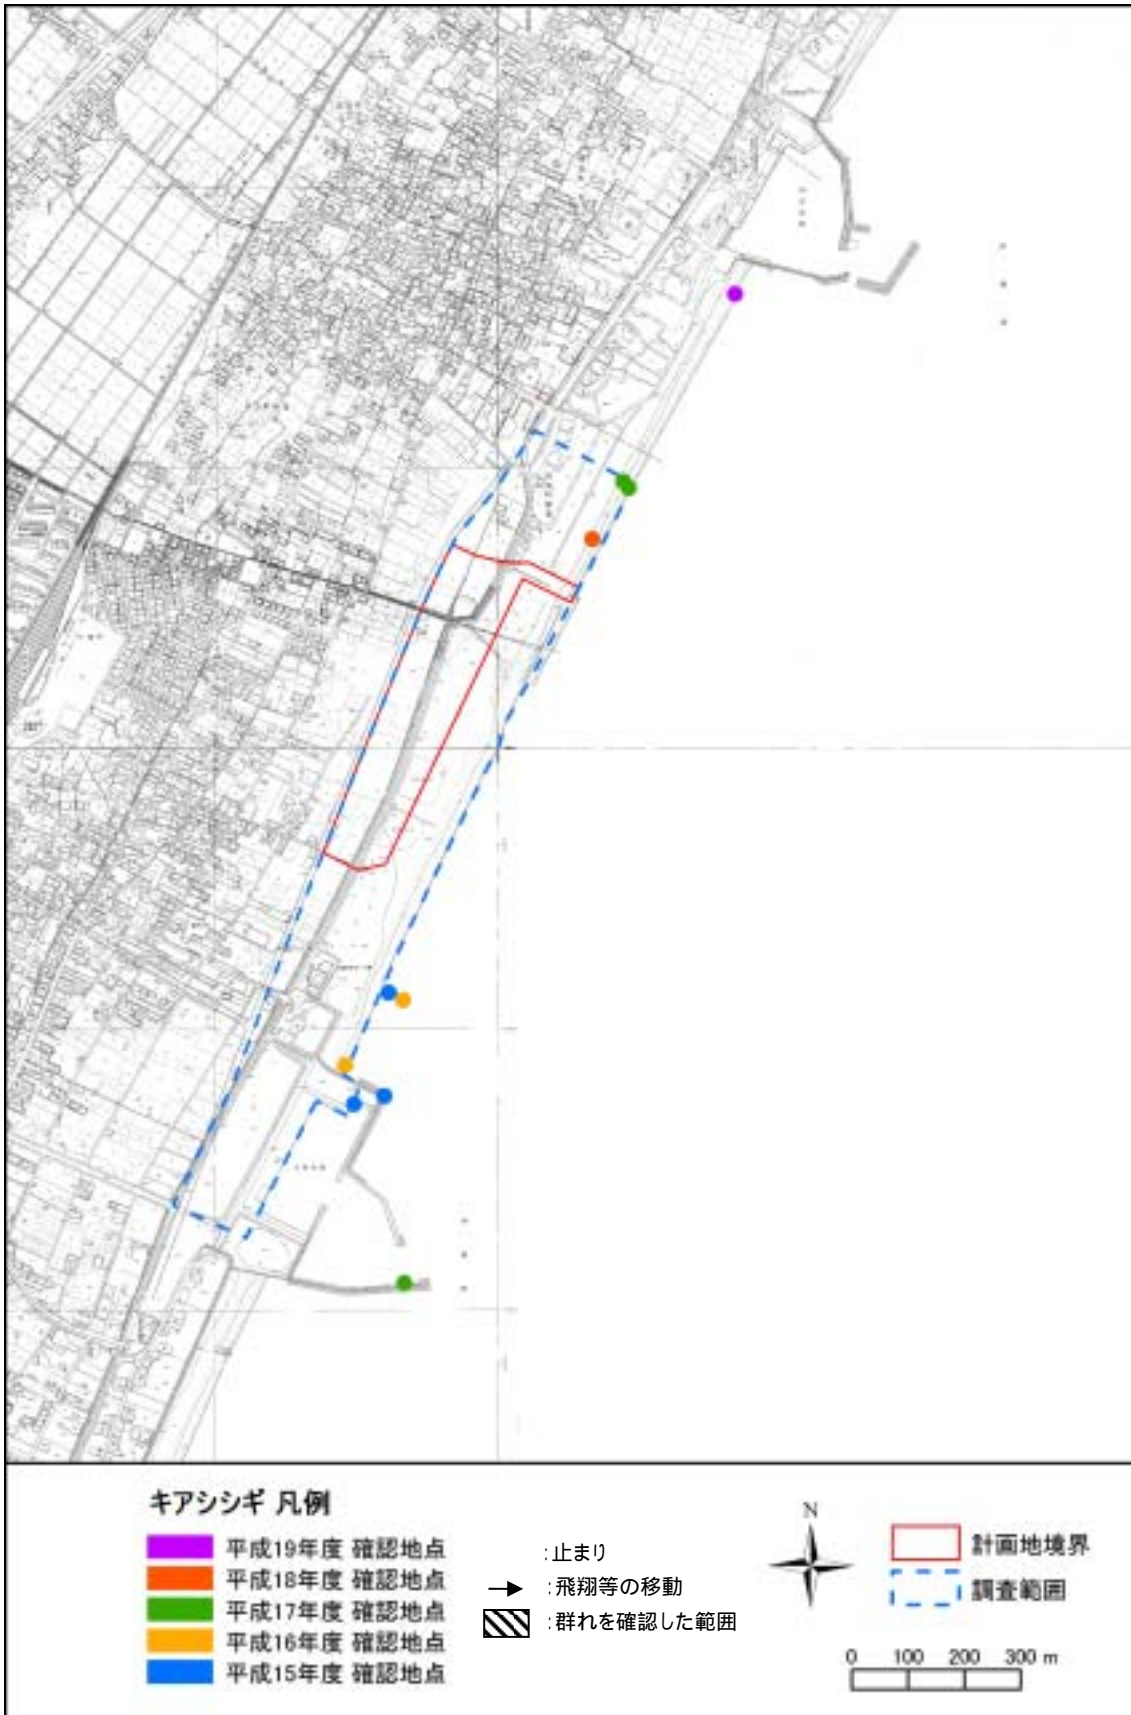 キアシシギ 凡例
平成19年度 確認地点
平成18年度 確認地点
平成17年度 確認地点
平成16年度 確認地点
平成15年度 確認地点
:止まり
:飛翔等の移動
:群れを確認した範囲
N
計画地境界
調査範囲
0 100 200 300 m